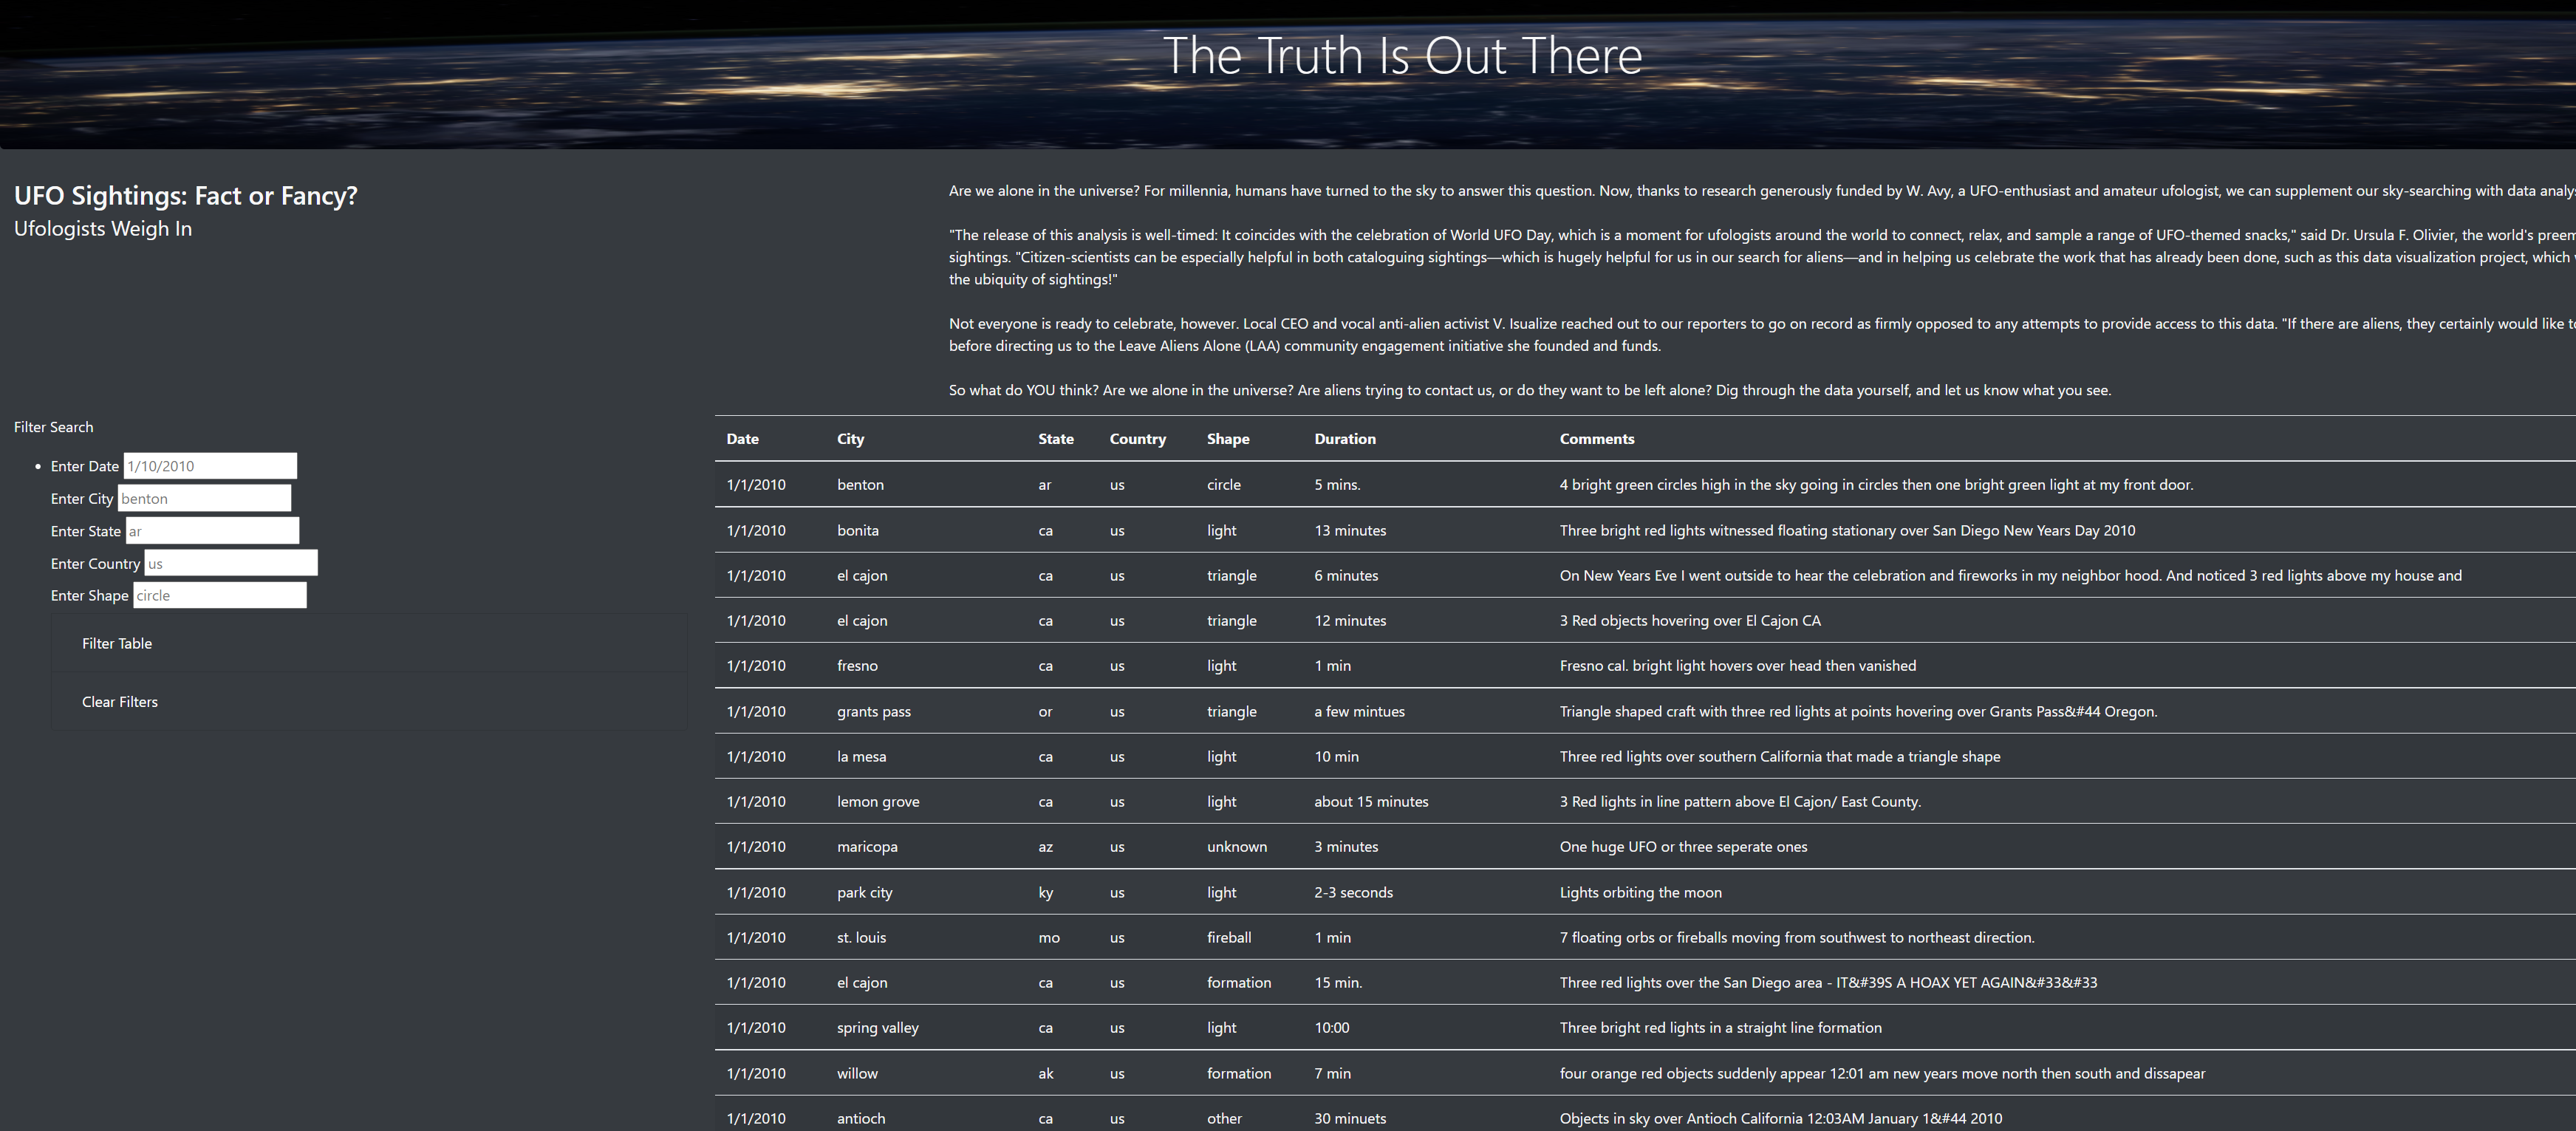 The Truth Is Out There
UFO Sightings: Fact or Fancy?
Ufologists Weigh In
Are we alone in the universe? For millennia, humans have turned to the sky to answer this question. Now, thanks to research generously funded by W. Avy, a UFO-enthusiast and amateur ufologist, we can supplement our sky-searching with data
"The release of this analysis is well-timed: It coincides with the celebration of World UFO Day, which is a moment for ufologists around the world to connect, relax, and sample a range of UFO-themed snacks," said Dr. Ursula F. Olivier, the world's
sightings. "Citizen-scientists can be especially helpful in both cataloguing sightings—which is hugely helpful for us in our search for aliens—and in helping us celebrate the work that has already been done, such as this data visualization project, which
the ubiquity of sightings!"
Not everyone is ready to celebrate, however. Local CEO and vocal anti-alien activist V. Isualize reached out to our reporters to go on record as firmly opposed to any attempts to provide access to this data. "If there are aliens, they certainly would like
before directing us to the Leave Aliens Alone (LAA) community engagement initiative she founded and funds.
So what do YOU think? Are we alone in the universe? Are aliens trying to contact us, or do they want to be left alone? Dig through the data yourself, and let us know what you see.
Filter Search
Enter Date 1/10/2010
Enter City benton
Enter State ar
Enter Country us
Enter Shape circle
Filter Table
Clear Filters
Date City State Country Shape Duration Comments
1/1/2010 benton ar us circle 5 mins. 4 bright green circles high in the sky going in circles then one bright green light at my front door.
1/1/2010 bonita ca us light 13 minutes Three bright red lights witnessed floating stationary over San Diego New Years Day 2010
1/1/2010 el cajon ca us triangle 6 minutes On New Years Eve I went outside to hear the celebration and fireworks in my neighbor hood. And noticed 3 red lights above my house and
1/1/2010 el cajon ca us triangle 12 minutes 3 Red objects hovering over El Cajon CA
1/1/2010 fresno ca us light 1 min Fresno cal. bright light hovers over head then vanished
1/1/2010 grants pass or us triangle a few mintues Triangle shaped craft with three red lights at points hovering over Grants Pass&#44 Oregon.
1/1/2010 la mesa ca us light 10 min Three red lights over southern California that made a triangle shape
1/1/2010 lemon grove ca us light about 15 minutes 3 Red lights in line pattern above El Cajon/ East County.
1/1/2010 maricopa az us unknown 3 minutes One huge UFO or three seperate ones
1/1/2010 park city ky us light 2-3 seconds Lights orbiting the moon
1/1/2010 st. louis mo us fireball 1 min 7 floating orbs or fireballs moving from southwest to northeast direction.
1/1/2010 el cajon ca us formation 15 min. Three red lights over the San Diego area - IT&#39S A HOAX YET AGAIN&#33&#33
1/1/2010 spring valley ca us light 10:00 Three bright red lights in a straight line formation
1/1/2010 willow ak us formation 7 min four orange red objects suddenly appear 12:01 am new years move north then south and dissapear
1/1/2010 antioch ca us other 30 minuets Objects in sky over Antioch California 12:03AM January 1&#44 2010